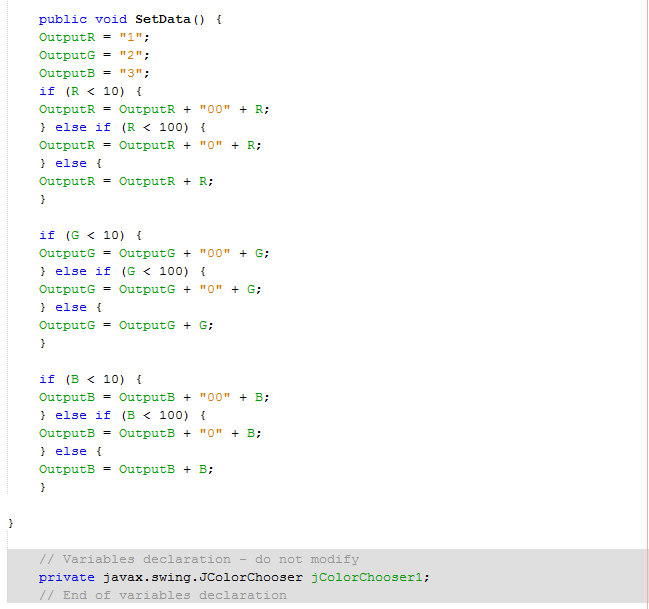 public void SetData() {
OutputR = "1";
OutputG = "2";
OutputB = "3";
if (R < 10) {
OutputR = OutputR + "00" + R;
} else if (R < 100) {
OutputR = OutputR + "0" + R;
} else {
OutputR = OutputR + R;
}
if (G < 10) {
OutputG = OutputG + "00" + G;
} else if (G < 100) {
OutputG = OutputG + "0" + G;
} else {
OutputG = OutputG + G;
}
if (B < 10) {
OutputB = OutputB + "00" + B;
} else if (B < 100) {
OutputB = OutputB + "0" + B;
} else {
OutputB = OutputB + B;
}
}
// Variables declaration - do not modify
private javax.swing.JColorChooser jColorChooser1;
// End of variables declaration